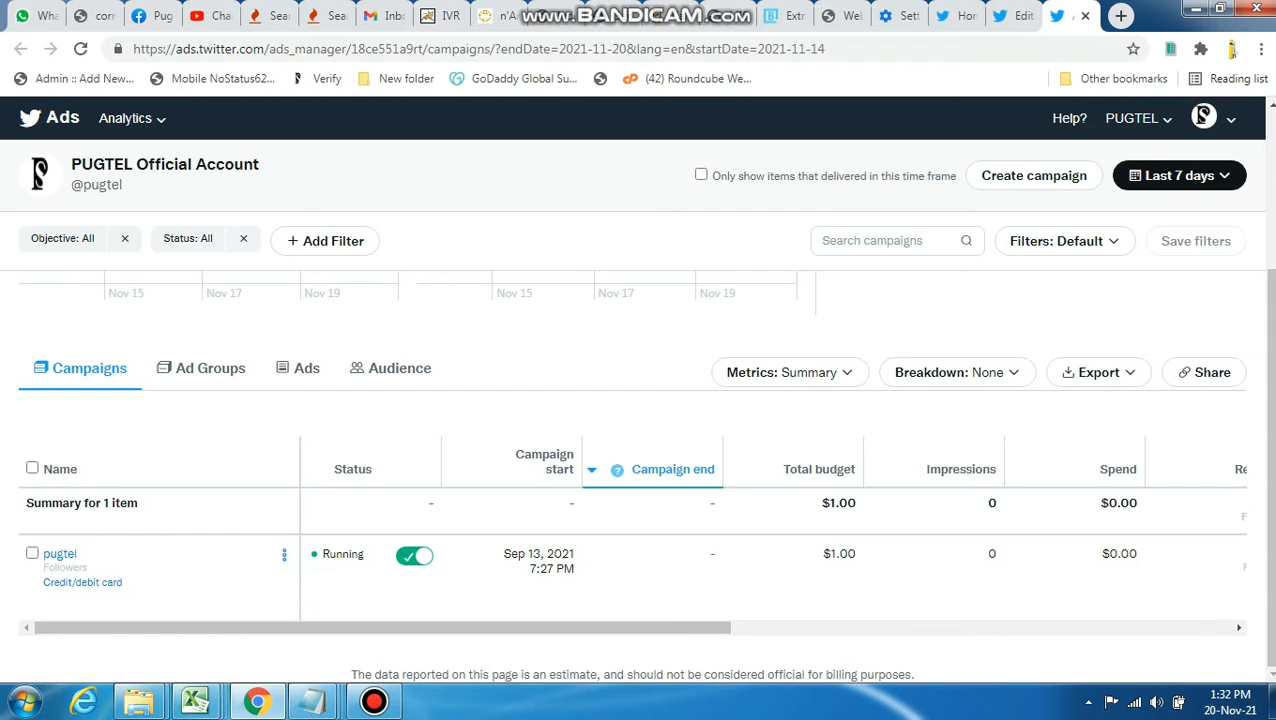 Wha
corr
Pug
Cha
Sea
Sea
Inbo
IVR
n'A
www.BANDICAM.com
Extr
Wel
Sett
Hor
Edit
https://ads.twitter.com/ads_manager/18ce551a9rt/campaigns/?endDate=2021-11-20&lang=en&startDate=2021-11-14
Admin :: Add New...
Mobile NoStatus62...
Verify
New folder
GoDaddy Global Su...
(42) Roundcube We...
Other bookmarks
Reading list
Ads
Analytics
Help?
PUGTEL
PUGTEL Official Account
@pugtel
Only show items that delivered in this time frame
Create campaign
Last 7 days
Objective: All
Status: All
+ Add Filter
Search campaigns
Filters: Default
Save filters
Nov 15
Nov 17
Nov 19
Nov 15
Nov 17
Nov 19
Campaigns
Ad Groups
Ads
Audience
Metrics: Summary
Breakdown: None
Export
Share
Name
Status
Campaign
start
Campaign end
Total budget
Impressions
Spend
Re
Summary for 1 item
-
-
-
$1.00
0
$0.00
F
pugtel
Followers
Credit/debit card
Running
Sep 13, 2021
7:27 PM
-
$1.00
0
$0.00
F
The data reported on this page is an estimate, and should not be considered official for billing purposes.
1:32 PM
20-Nov-21